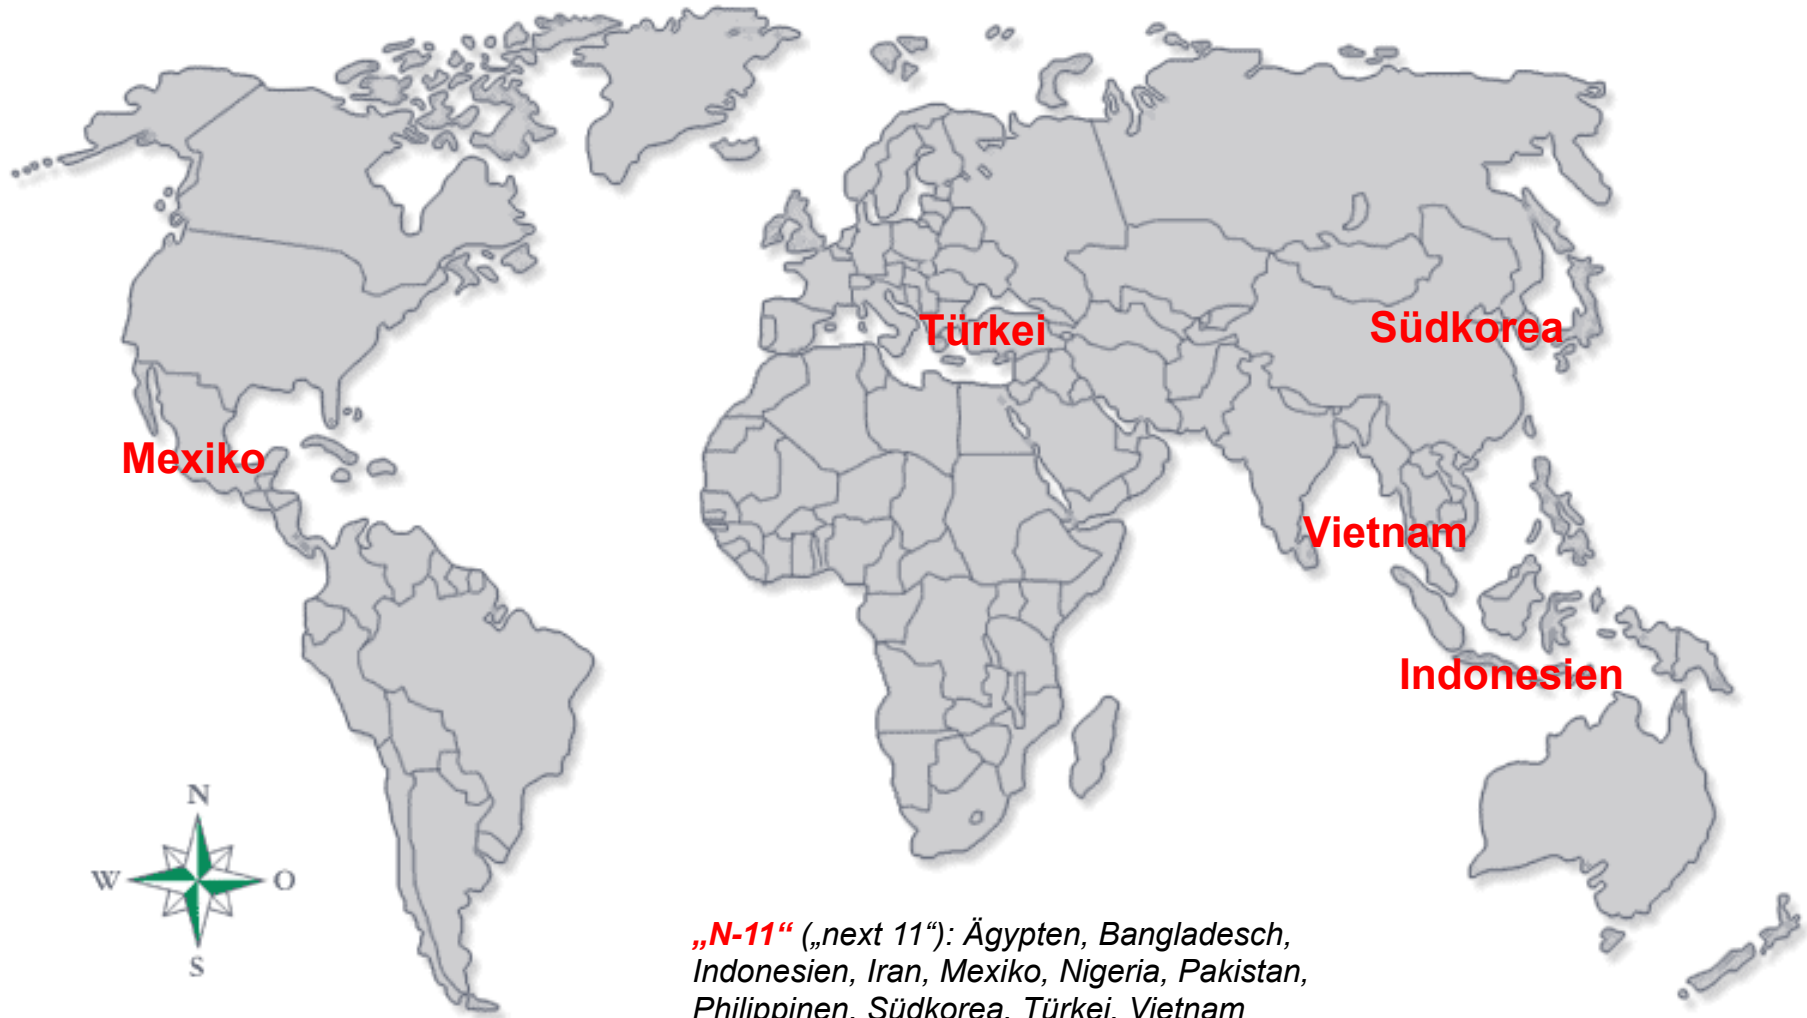 Türkei
Südkorea
Mexiko
Vietnam
Indonesien
N
W
O
S
„N-11“ („next 11“): Ägypten, Bangladesch,
Indonesien, Iran, Mexiko, Nigeria, Pakistan,
Philippinen, Südkorea, Türkei, Vietnam